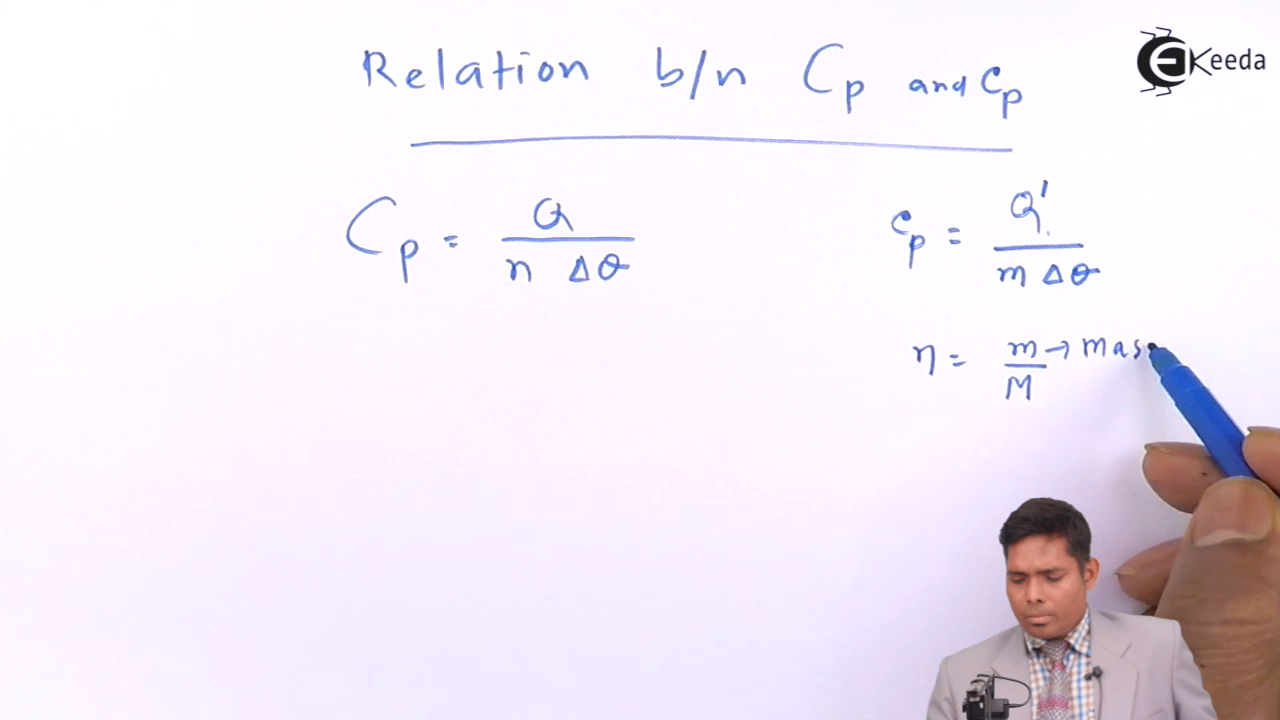 Relation b/n Cp and cp
Keeda
Cp = Q / n Δθ
cp = Q' / m Δθ
n = m / M → mas